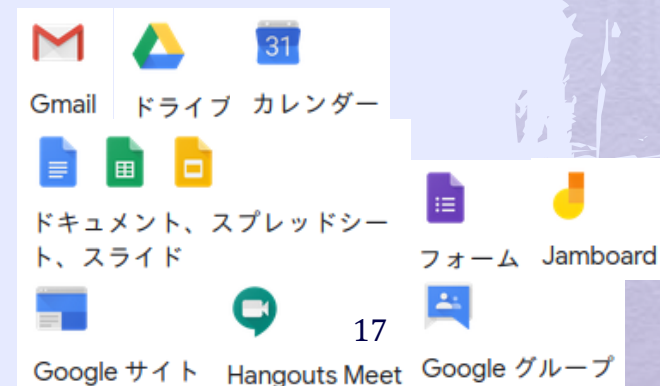 31
Gmail
ドライブ
カレンダー
ドキュメント、スプレッドシー
ト、スライド
フォーム
Jamboard
17
Google サイト
Hangouts Meet
Google グループ